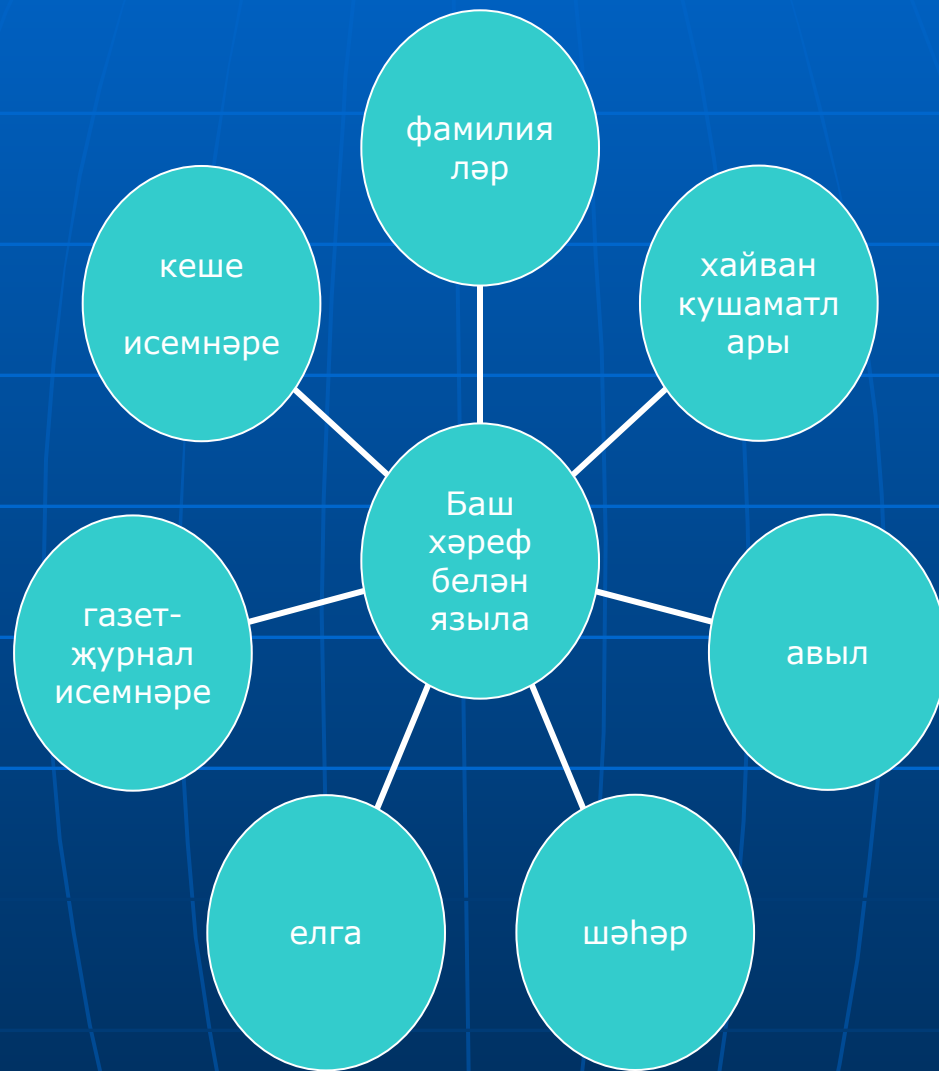 фамилия
ләр
кеше
исемнәре
хайван
кушаматл
ары
Баш
хәреф
белән
языла
газет-
җурнал
исемнәре
авыл
елга
шәһәр